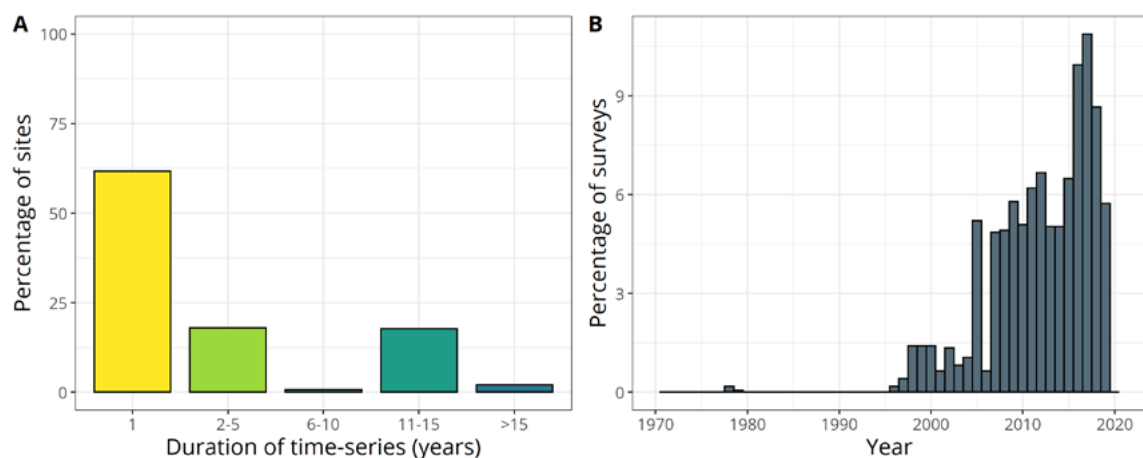 A
Percentage of sites
100
75
50
25
0
1 2-5 6-10 11-15 >15
Duration of time-series (years)
B
Percentage of surveys
9
6
3
0
1970 1980 1990 2000 2010 2020
Year